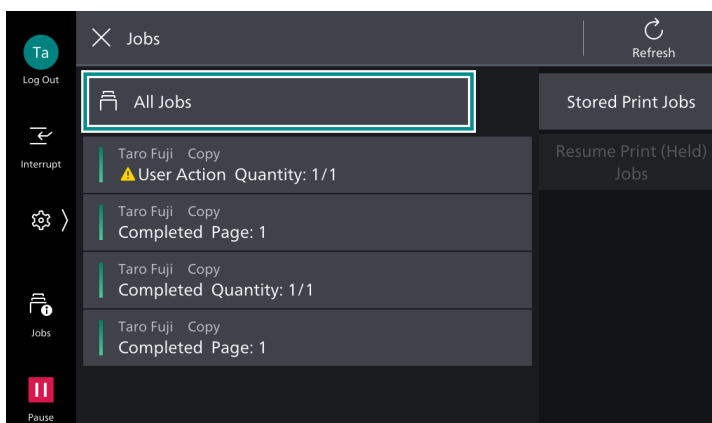 Ta
Log Out
Interrupt
Jobs
Pause
Jobs
Refresh
All Jobs
Taro Fuji Copy
User Action Quantity: 1/1
Taro Fuji Copy
Completed Page: 1
Taro Fuji Copy
Completed Quantity: 1/1
Taro Fuji Copy
Completed Page: 1
Stored Print Jobs
Resume Print (Held)
Jobs